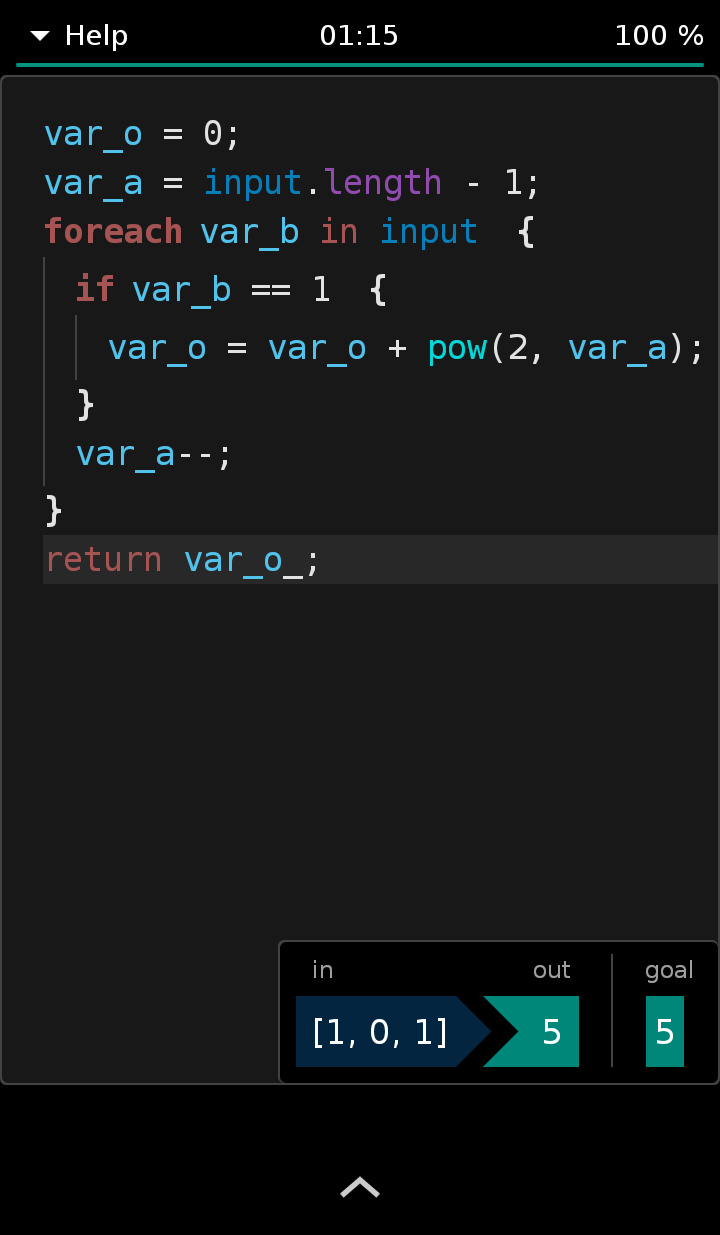 Help 01:15 100 %
var_o = 0;
var_a = input.length - 1;
foreach var_b in input {
if var_b == 1 {
var_o = var_o + pow(2, var_a);
}
var_a--;
}
return var_o_;
in out goal
[1, 0, 1] 5 5